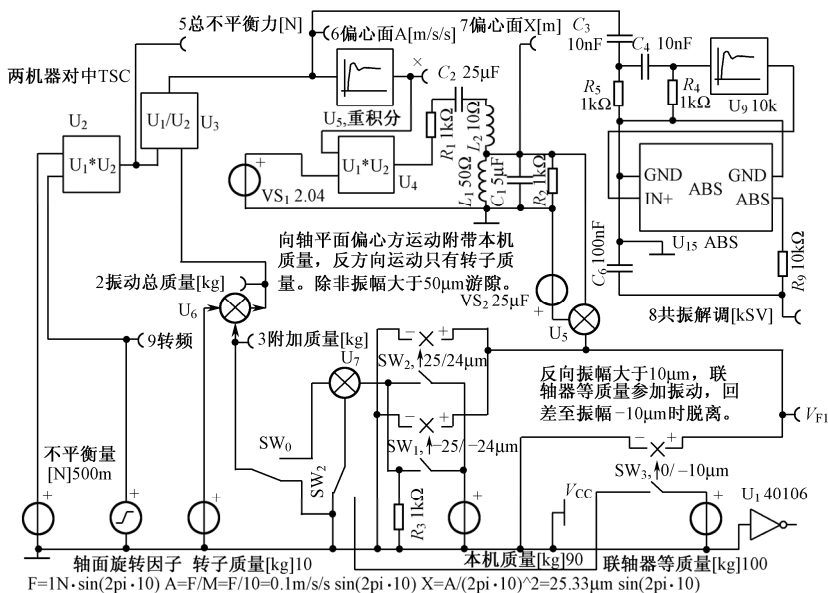 5总不平衡力[N]
6偏心面A[m/s/s]
7偏心面X[m]
C3
10nF
C4 10nF
两机器对中TSC
×
C2 25μF
R5
1kΩ
R4
1kΩ
U9 10k
U2
U1/U2
U3
U5,重积分
R1 1kΩ
L2 10Ω
U1*U2
U1*U2
U4
+
VS1 2.04
L1 50Ω
C1 5μF
R2 1kΩ
GND
GND
ABS
IN+
ABS
U15 ABS
C6 100nF
R9 10kΩ
向轴平面偏心方运动附带本机
质量，反方向运动只有转子质
量。除非振幅大于50μm游隙。
2振动总质量[kg]
U6
+
VS2 25μF
U5
8共振解调[kSV]
9转频
3附加质量[kg]
U7
− +
SW2, 25/24μm
反向振幅大于10μm，联
轴器等质量参加振动，回
差至振幅−10μm时脱离。
VF1
− +
SW1, −25/−24μm
SW0
SW2
− +
SW3, 0/−10μm
不平衡量
[N]500m
R3 1kΩ
VCC
U1 40106
+
+
+
+
+
轴面旋转因子
转子质量[kg]10
本机质量[kg]90
联轴器等质量[kg]100
F=1N·sin(2pi·10) A=F/M=F/10=0.1m/s/s sin(2pi·10) X=A/(2pi·10)^2=25.33μm sin(2pi·10)